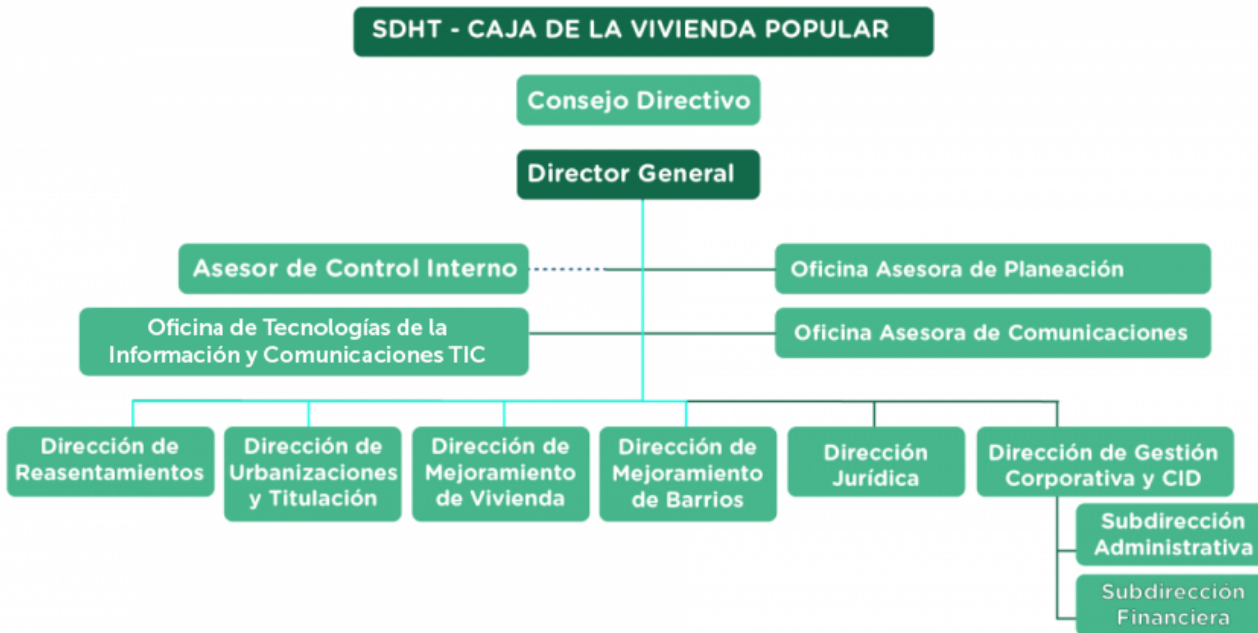 SDHT - CAJA DE LA VIVIENDA POPULAR
Consejo Directivo
Director General
Asesor de Control Interno
Oficina Asesora de Planeación
Oficina de Tecnologías de la
Información y Comunicaciones TIC
Oficina Asesora de Comunicaciones
Dirección de
Reasentamientos
Dirección de
Urbanizaciones
y Titulación
Dirección de
Mejoramiento
de Vivienda
Dirección de
Mejoramiento
de Barrios
Dirección
Jurídica
Dirección de Gestión
Corporativa y CID
Subdirección
Administrativa
Subdirección
Financiera